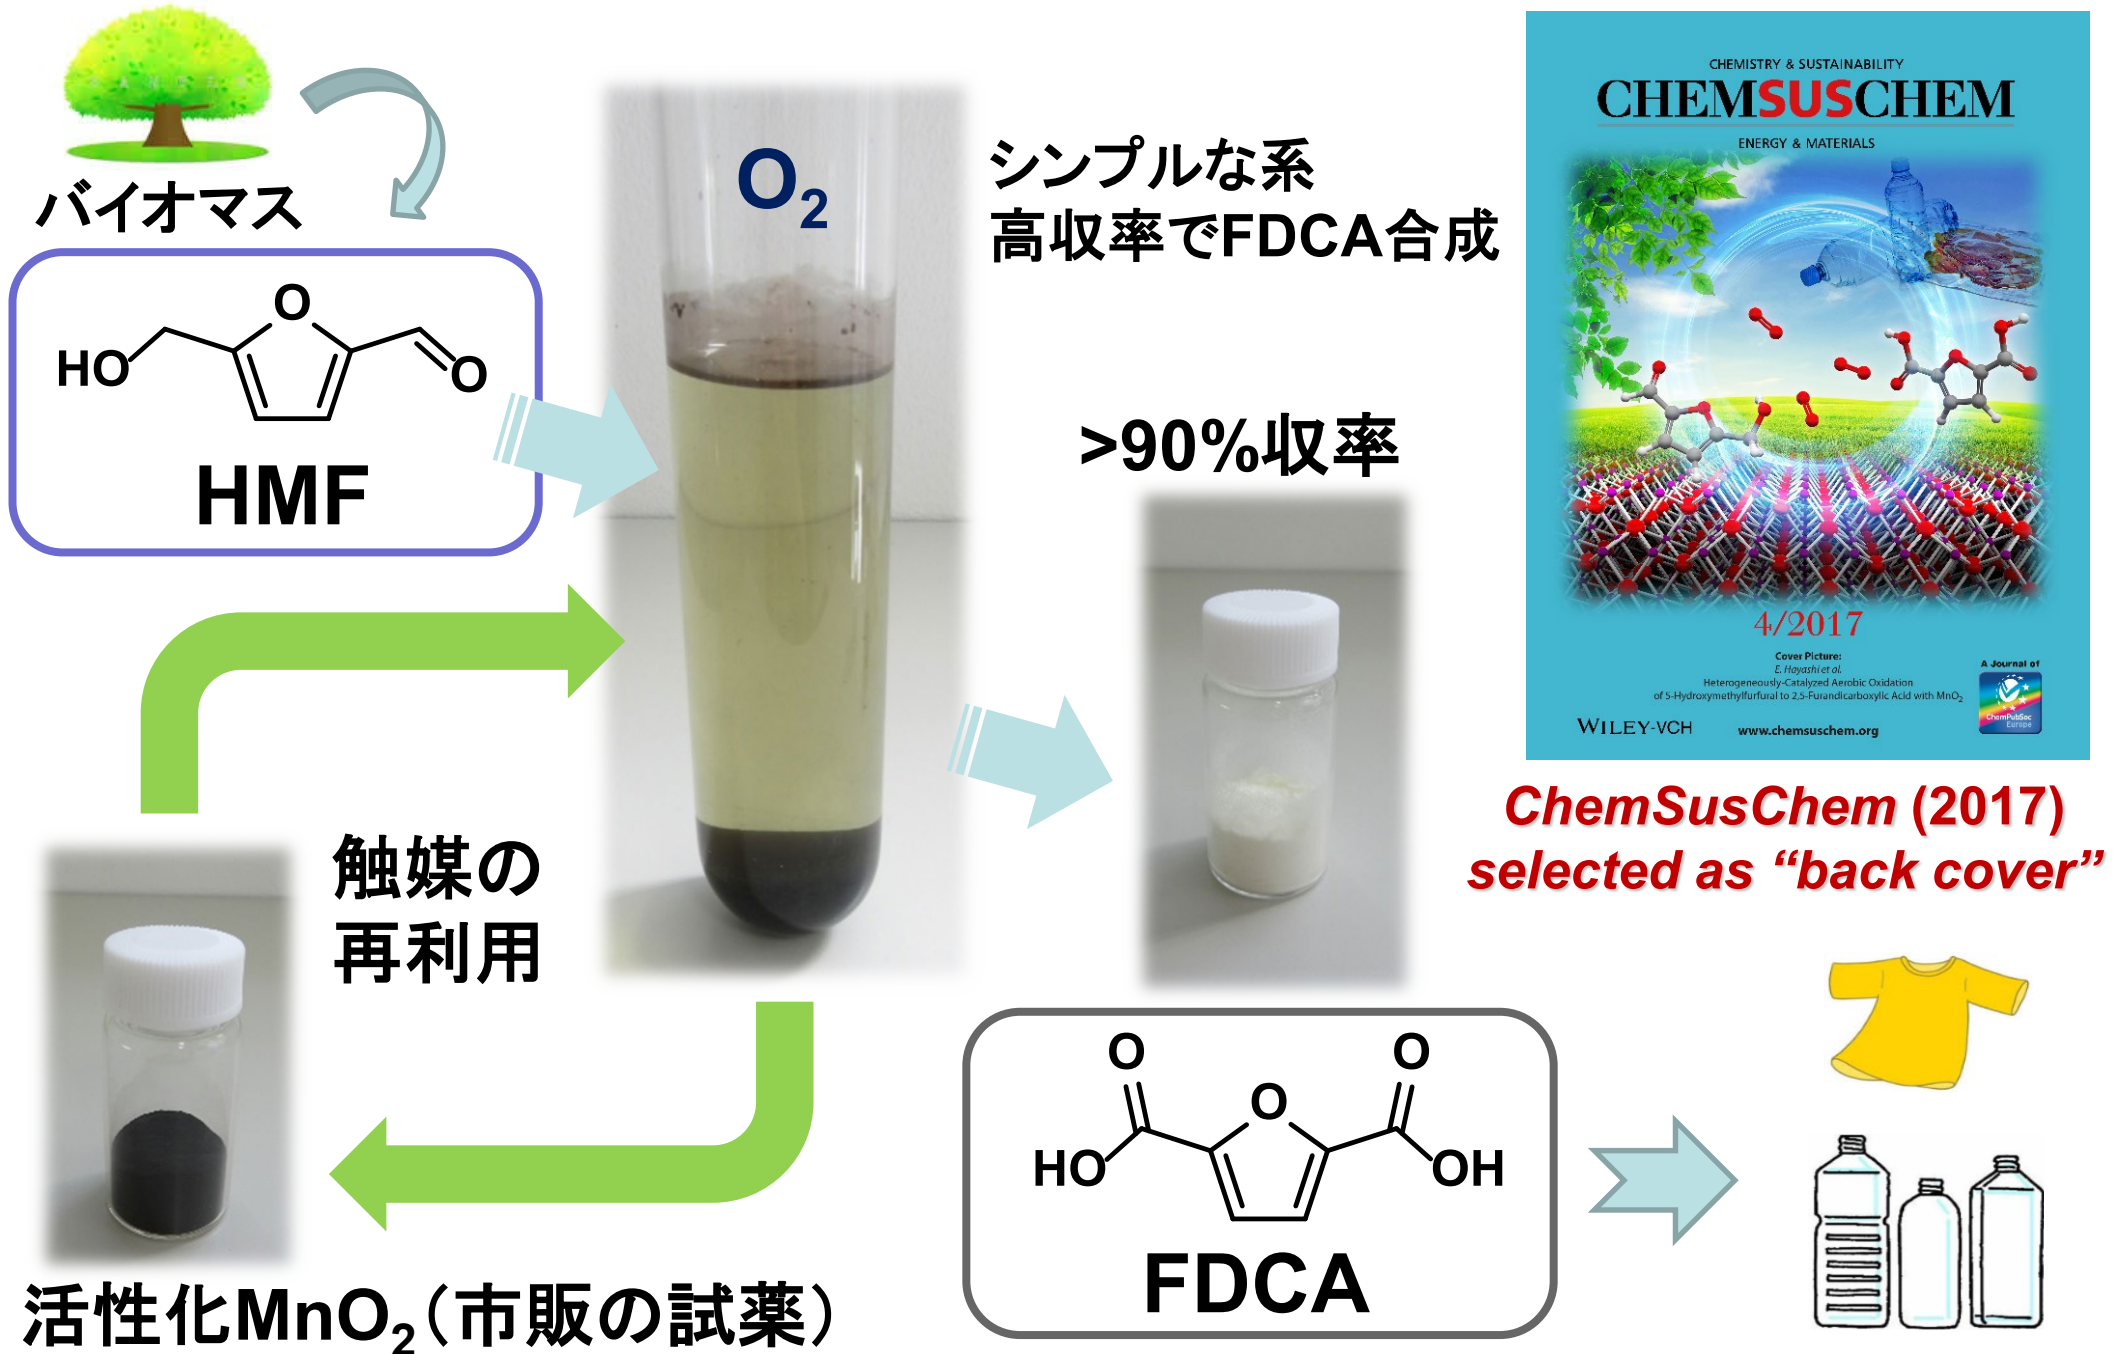 バイオマス
HO
O
O
HMF
O₂
シンプルな系
高収率でFDCA合成
>90%収率
触媒の
再利用
活性化MnO₂（市販の試薬）
O
O
O
HO
OH
FDCA
CHEMISTRY & SUSTAINABILITY
CHEMSUSCHEM
ENERGY & MATERIALS
4/2017
Cover Picture:
E. Hayashi et al.
Heterogeneously-Catalyzed Aerobic Oxidation
of 5-Hydroxymethylfurfural to 2,5-Furandicarboxylic Acid with MnO₂
A Journal of
ChemPubSoc
Europe
WILEY-VCH
www.chemsuschem.org
ChemSusChem (2017)
selected as “back cover”